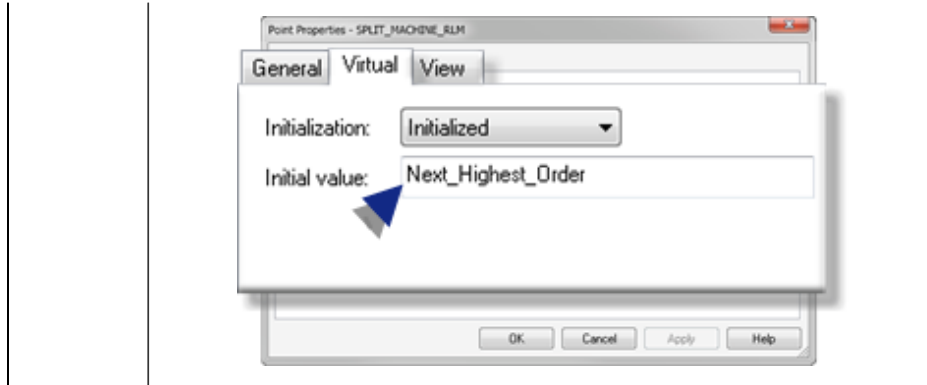 Point Properties - SPLIT_MACHINE_RLM
General Virtual View
Initialization: Initialized
Initial value: Next_Highest_Order
OK Cancel Apply Help